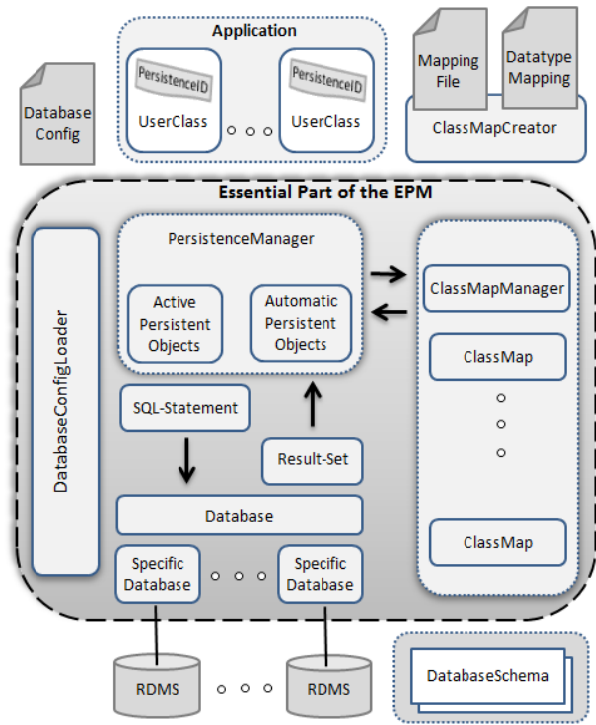 Application
PersistenceID
UserClass
PersistenceID
UserClass
Database
Config
Mapping
File
Datatype
Mapping
ClassMapCreator
Essential Part of the EPM
DatabaseConfigLoader
PersistenceManager
Active
Persistent
Objects
Automatic
Persistent
Objects
ClassMapManager
ClassMap
ClassMap
SQL-Statement
Result-Set
Database
Specific
Database
Specific
Database
RDMS
RDMS
DatabaseSchema